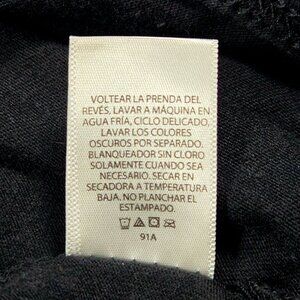 VOLTEAR LA PRENDA DEL
REVÉS, LAVAR A MÁQUINA EN
AGUA FRÍA, CICLO DELICADO.
LAVAR LOS COLORES
OSCUROS POR SEPARADO.
BLANQUEADOR SIN CLORO
SOLAMENTE CUANDO SEA
NECESARIO. SECAR EN
SECADORA A TEMPERATURA
BAJA. NO PLANCHAR EL
ESTAMPADO.
91A